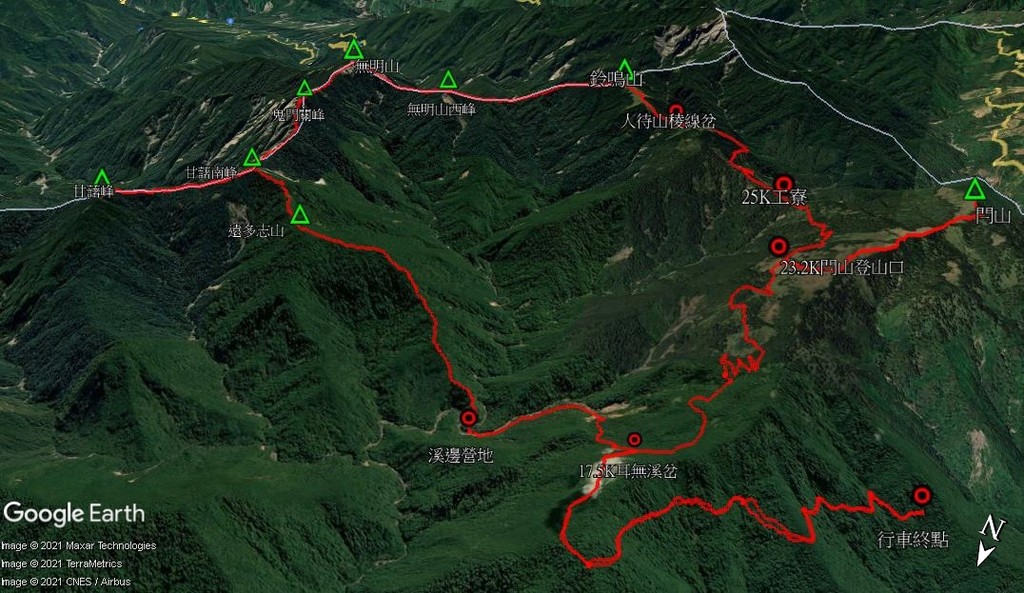 無明山
鈴鳴山
無明山西峰
鬼門關峰
人待山稜線岔
甘藷南峰
甘藷峰
25K工寮
閂山
遠多志山
23.2K閂山登山口
溪邊營地
17.5K耳無溪岔
行車終點
N
Google Earth
Image © 2021 Maxar Technologies
Image © 2021 TerraMetrics
Image © 2021 CNES / Airbus